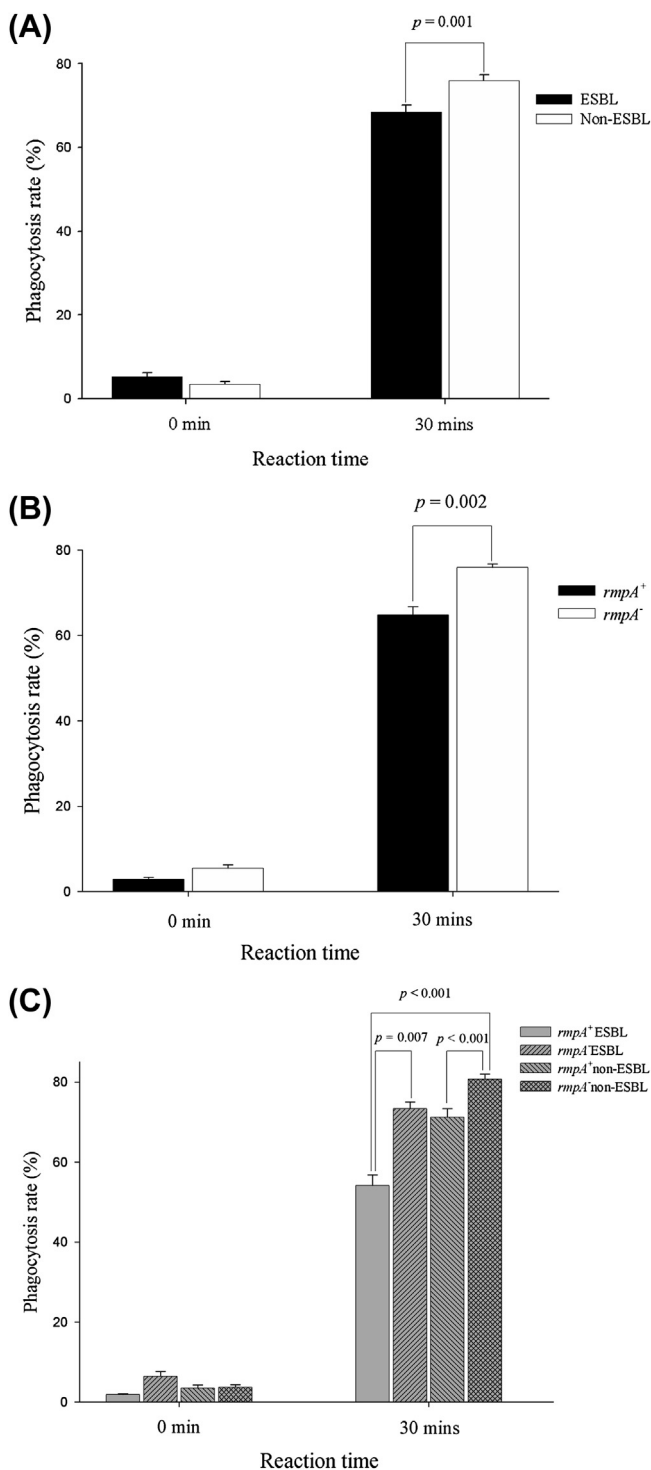 (A)
p = 0.001
80
60
40
20
0
Phagocytosis rate (%)
ESBL
Non-ESBL
0 min
30 mins
Reaction time
(B)
p = 0.002
80
60
40
20
0
Phagocytosis rate (%)
rmpA+
rmpA-
0 min
30 mins
Reaction time
(C)
p < 0.001
p = 0.007
p < 0.001
80
60
40
20
0
Phagocytosis rate (%)
rmpA+ESBL
rmpA-ESBL
rmpA+non-ESBL
rmpA-non-ESBL
0 min
30 mins
Reaction time